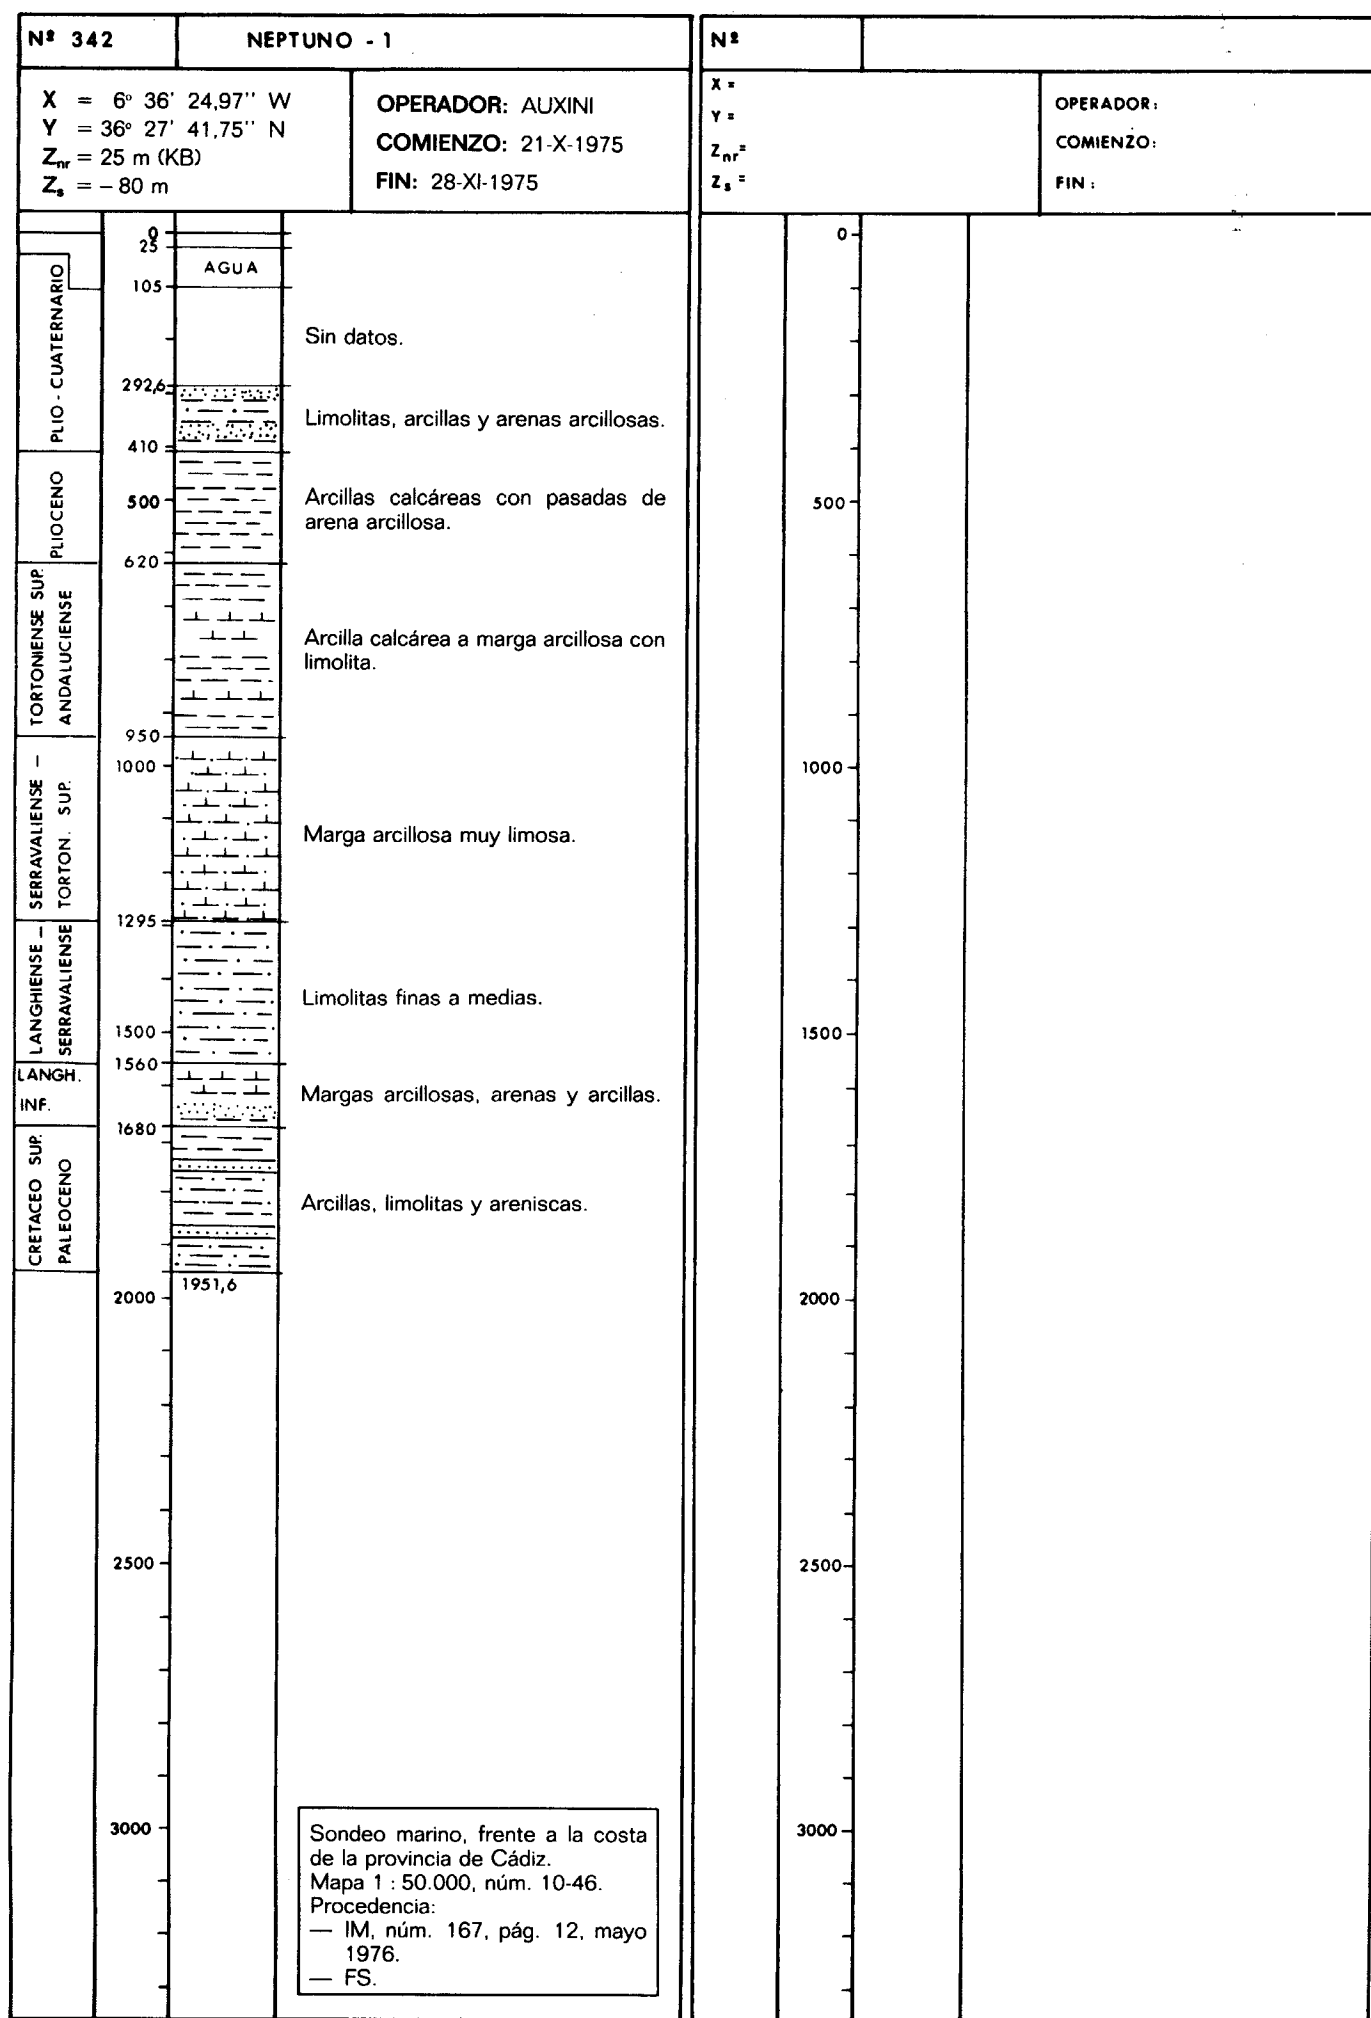 Nº 342 NEPTUNO - 1
X = 6º 36' 24,97'' W
Y = 36º 27' 41,75'' N
Znr = 25 m (KB)
Zs = – 80 m
OPERADOR: AUXINI
COMIENZO: 21-X-1975
FIN: 28-XI-1975
0
25
AGUA
105
PLIO - CUATERNARIO
Sin datos.
292,6
Limolitas, arcillas y arenas arcillosas.
410
PLIOCENO
500
Arcillas calcáreas con pasadas de
arena arcillosa.
620
TORTONIENSE SUP.
ANDALUCIENSE
Arcilla calcárea a marga arcillosa con
limolita.
950
1000
SERRAVALIENSE –
TORTON. SUP.
Marga arcillosa muy limosa.
1295
LANGHIENSE –
SERRAVALIENSE
Limolitas finas a medias.
1500
1560
LANGH.
INF.
Margas arcillosas, arenas y arcillas.
1680
CRETACEO SUP.
PALEOCENO
Arcillas, limolitas y areniscas.
1951,6
2000
2500
3000
Sondeo marino, frente a la costa
de la provincia de Cádiz.
Mapa 1 : 50.000, núm. 10-46.
Procedencia:
— IM, núm. 167, pág. 12, mayo
1976.
— FS.
Nº
X =
Y =
Znr=
Zs =
OPERADOR:
COMIENZO:
FIN :
0
500
1000
1500
2000
2500
3000